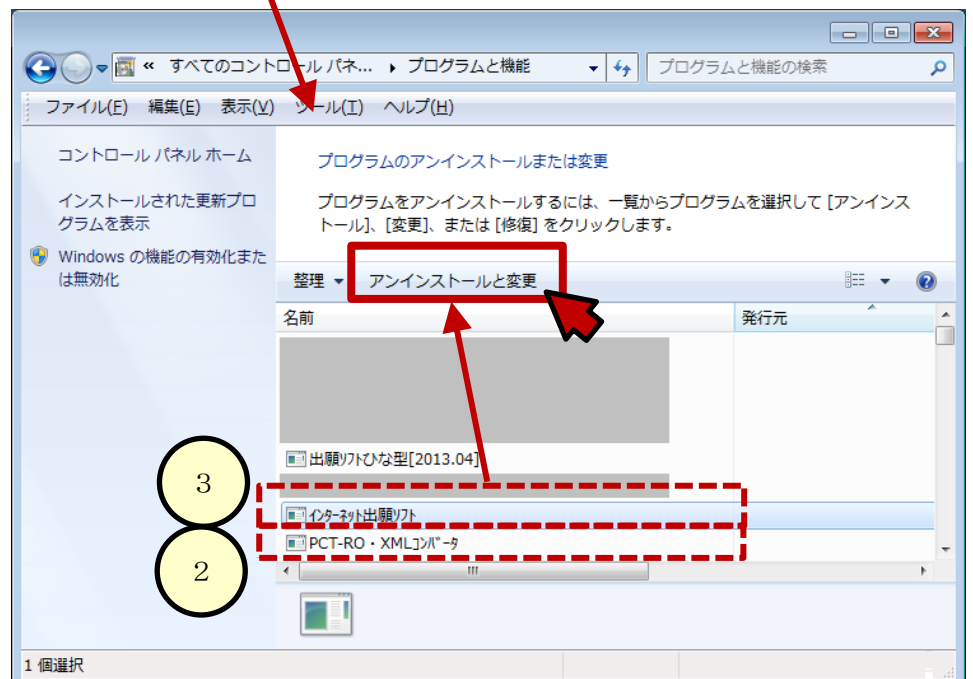 « すべてのコントロール パネ... ▸ プログラムと機能
プログラムと機能の検索
ファイル(F) 編集(E) 表示(V) ツール(T) ヘルプ(H)
コントロール パネル ホーム
インストールされた更新プロ
グラムを表示
Windows の機能の有効化また
は無効化
プログラムのアンインストールまたは変更
プログラムをアンインストールするには、一覧からプログラムを選択して [アンインス
トール]、[変更]、または [修復] をクリックします。
整理 アンインストールと変更
名前 発行元
出願ソフトひな型[2013.04]
3
インターネット出願ソフト
PCT-RO・XMLコンバータ
2
1 個選択